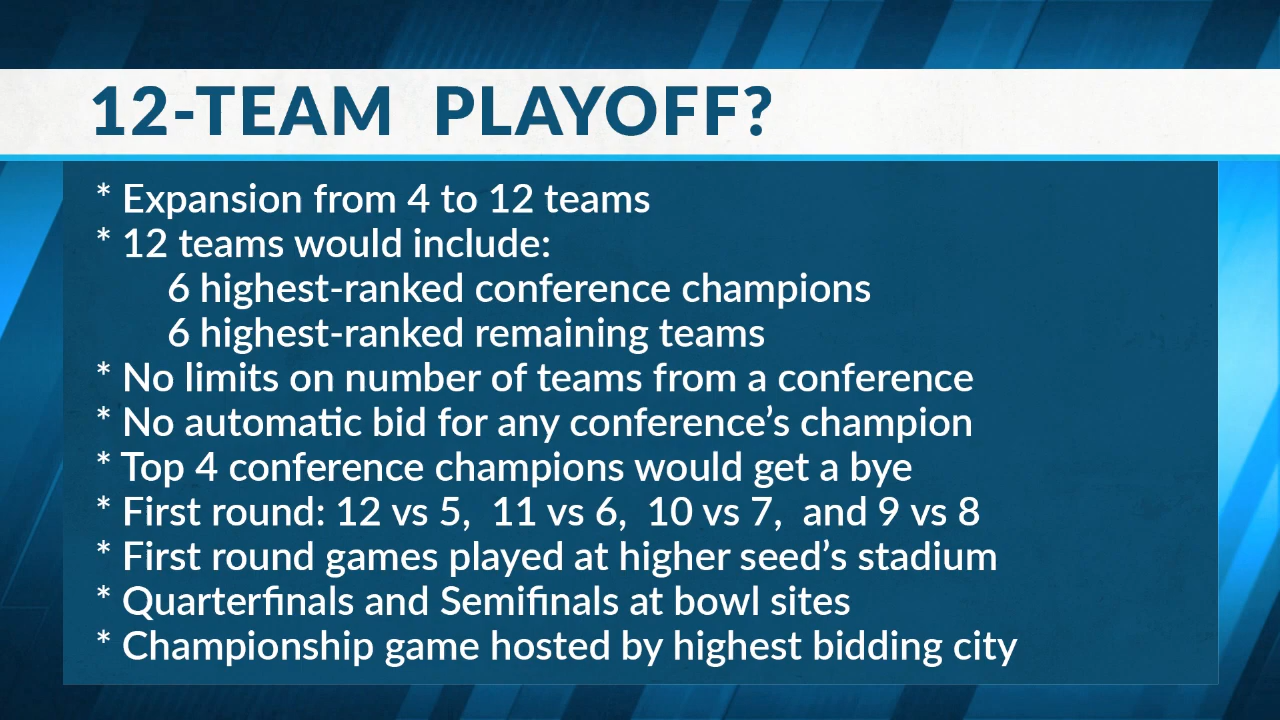 12-TEAM PLAYOFF?
* Expansion from 4 to 12 teams
* 12 teams would include:
6 highest-ranked conference champions
6 highest-ranked remaining teams
* No limits on number of teams from a conference
* No automatic bid for any conference’s champion
* Top 4 conference champions would get a bye
* First round: 12 vs 5, 11 vs 6, 10 vs 7, and 9 vs 8
* First round games played at higher seed’s stadium
* Quarterfinals and Semifinals at bowl sites
* Championship game hosted by highest bidding city